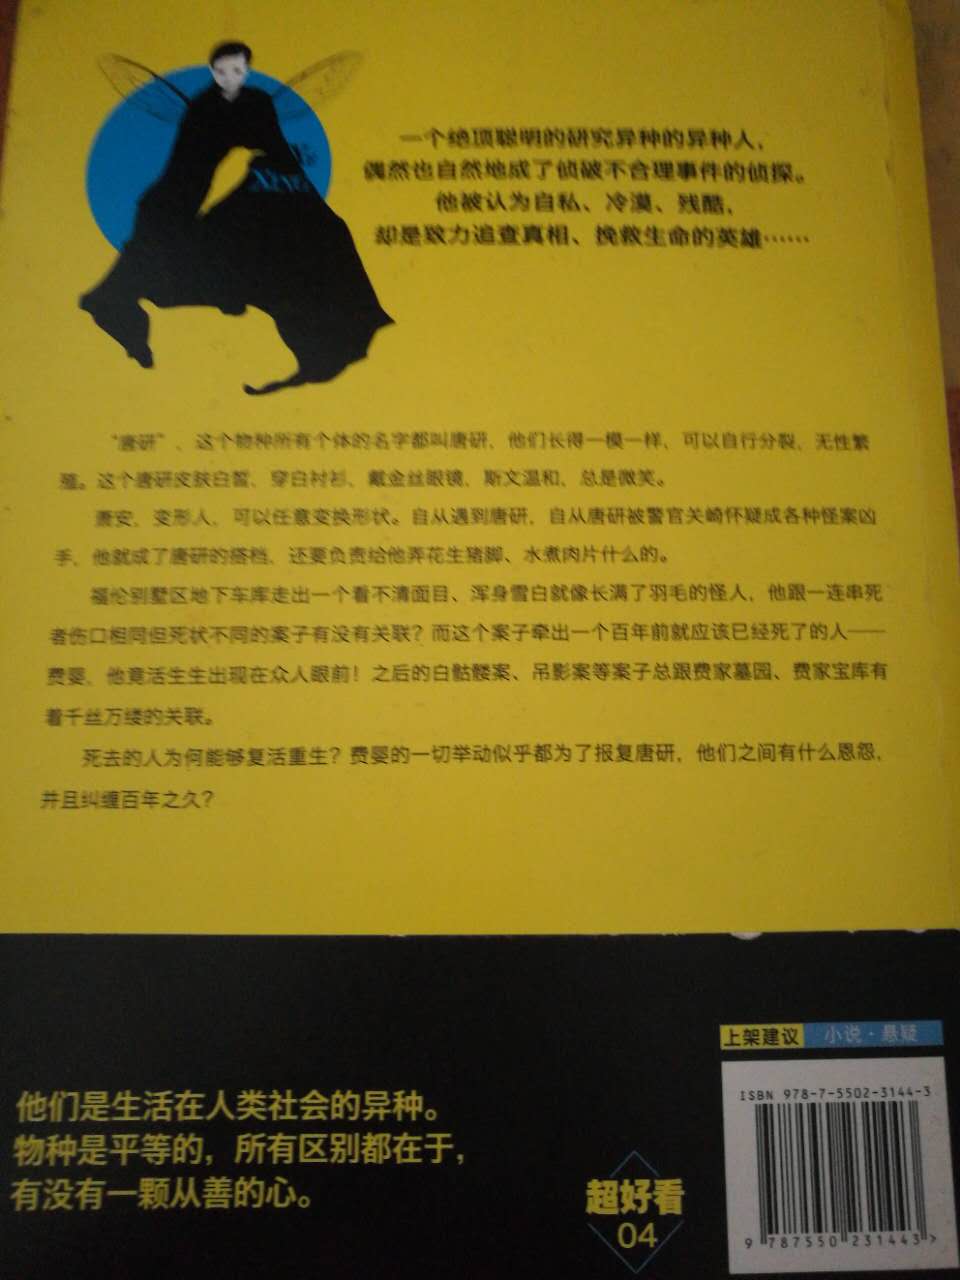 一个绝顶聪明的研究异种的异种人，
偶然也自然地成了侦破不合理事件的侦探。
他被认为自私、冷漠、残酷，
却是致力追查真相、挽救生命的英雄……
“唐研”，这个物种所有个体的名字都叫唐研，他们长得一模一样，可以自行分裂，无性繁
殖。这个唐研皮肤白皙，穿白衬衫，戴金丝眼镜，斯文温和，总是微笑。
萧安，变形人，可以任意变换形状。自从遇到唐研，自从唐研被警官关崎怀疑成各种怪案凶
手，他就成了唐研的搭档，还要负责给他弄花生猪脚、水煮肉片什么的。
福伦别墅区地下车库走出一个看不清面目、浑身雪白就像长满了羽毛的怪人，他跟一连串死
者伤口相同但死状不同的案子有没有关联？而这个案子牵出一个百年前就应该已经死了的人——
费婴，他竟活生生出现在众人眼前！之后的白骷髅案、吊影案等案子总跟费家墓园、费家宝库有
着千丝万缕的关联。
死去的人为何能够复活重生？费婴的一切举动似乎都为了报复唐研，他们之间有什么恩怨，
并且纠缠百年之久？
上架建议 小说·悬疑
ISBN 978-7-5502-3144-3
他们是生活在人类社会的异种。
物种是平等的，所有区别都在于，
有没有一颗从善的心。
超好看
04
9 787550 231443 >